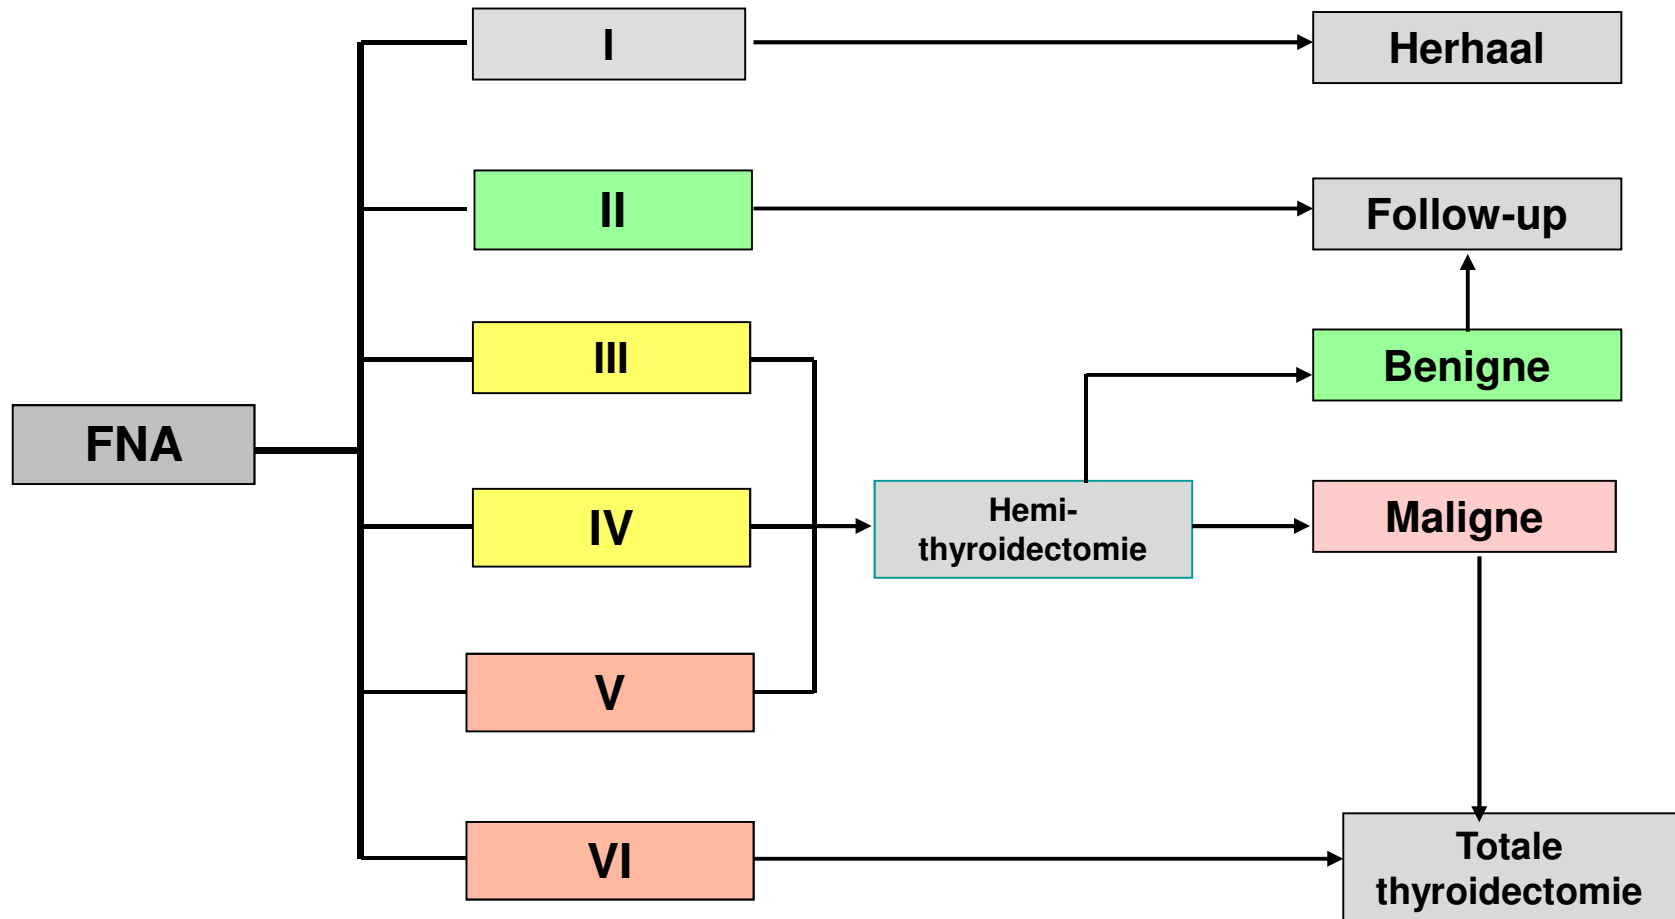 I
Herhaal
II
Follow-up
III
Benigne
FNA
IV
Hemi-
thyroidectomie
Maligne
V
VI
Totale
thyroidectomie